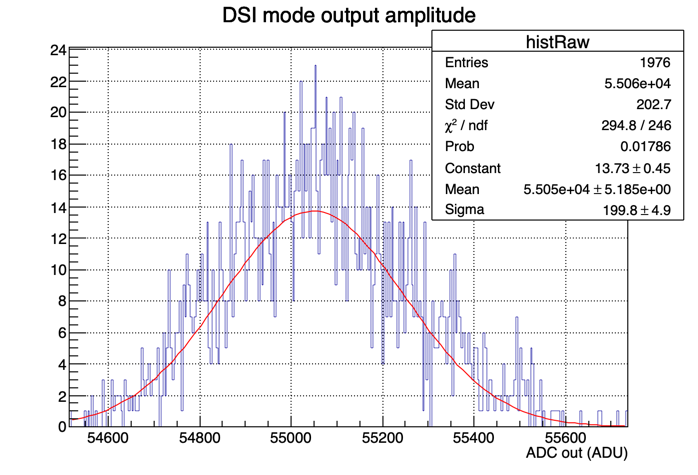 DSI mode output amplitude
histRaw
Entries 1976
Mean 5.506e+04
Std Dev 202.7
χ² / ndf 294.8 / 246
Prob 0.01786
Constant 13.73 ± 0.45
Mean 5.505e+04 ± 5.185e+00
Sigma 199.8 ± 4.9
24
22
20
18
16
14
12
10
8
6
4
2
0
54600 54800 55000 55200 55400 55600
ADC out (ADU)